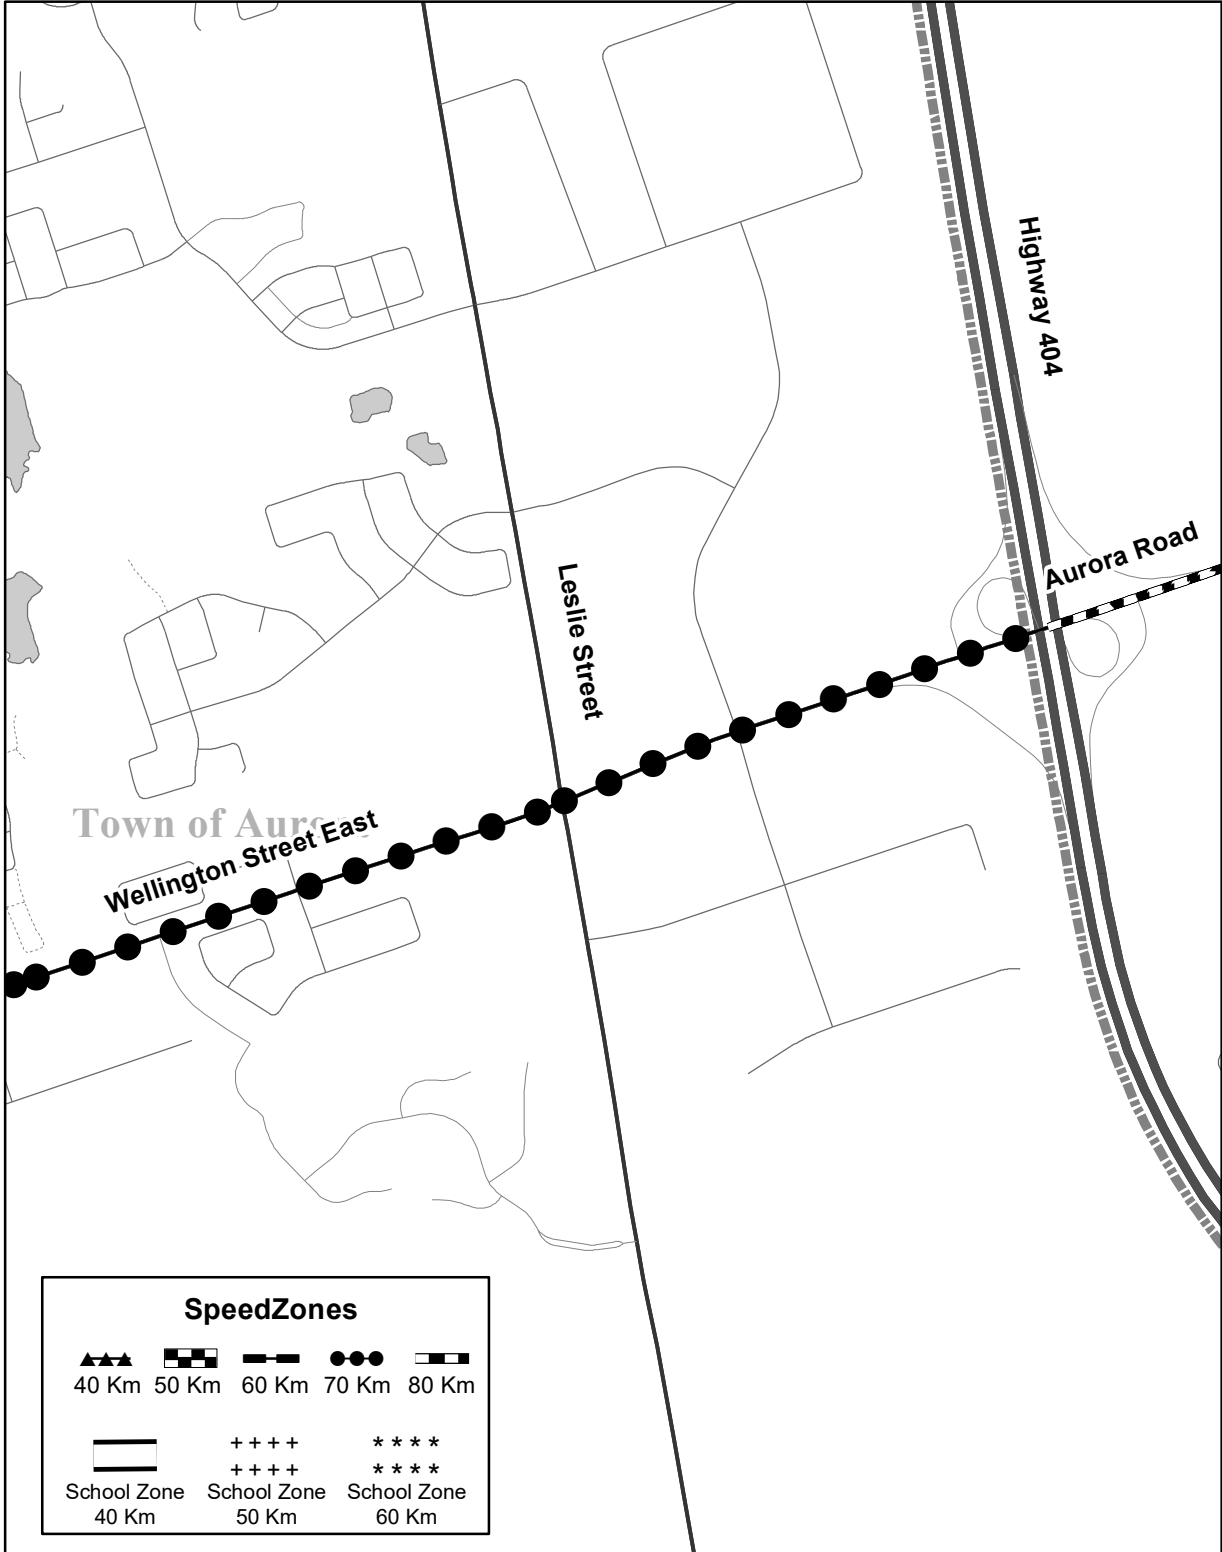 Highway 404
Aurora Road
Leslie Street
Town of Aur
Wellington Street East
SpeedZones
40 Km 50 Km 60 Km 70 Km 80 Km
School Zone School Zone School Zone
40 Km 50 Km 60 Km